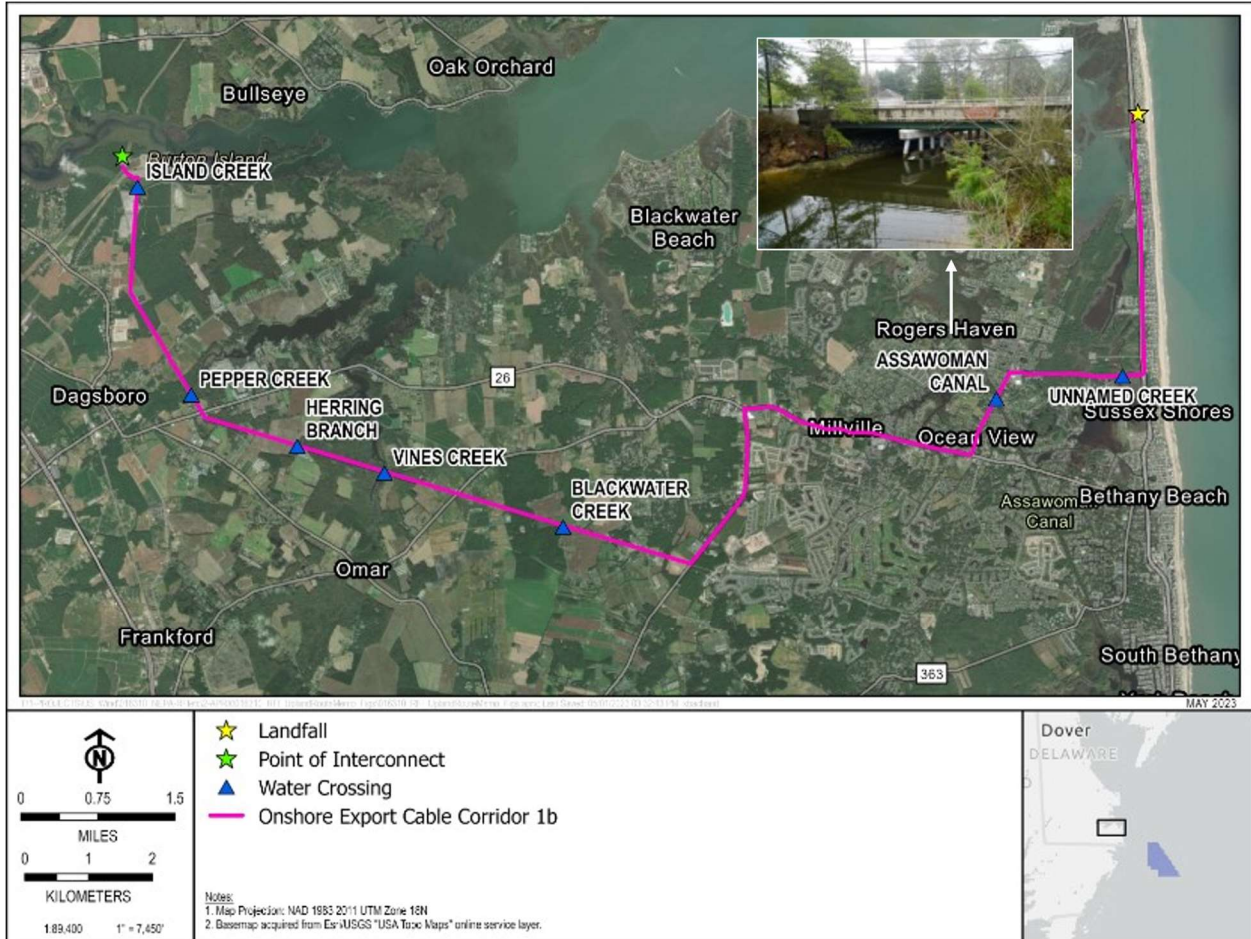 Oak Orchard
Bullseye
Burton Island
ISLAND CREEK
Blackwater
Beach
Rogers Haven
ASSAWOMAN
CANAL
PEPPER CREEK
26
Dagsboro
HERRING
BRANCH
UNNAMED CREEK
Sussex Shores
Millville
Ocean View
VINES CREEK
BLACKWATER
CREEK
Assawoman
Canal
Bethany Beach
Omar
Frankford
South Bethany
363
MAY 2023
N
0 0.75 1.5
MILES
0 1 2
KILOMETERS
1:89,400 1" = 7,450'
Landfall
Point of Interconnect
Water Crossing
Onshore Export Cable Corridor 1b
Notes:
1. Map Projection: NAD 1983 2011 UTM Zone 18N
2. Basemap acquired from Esri/USGS "USA Topo Maps" online service layer.
Dover
DELAWARE